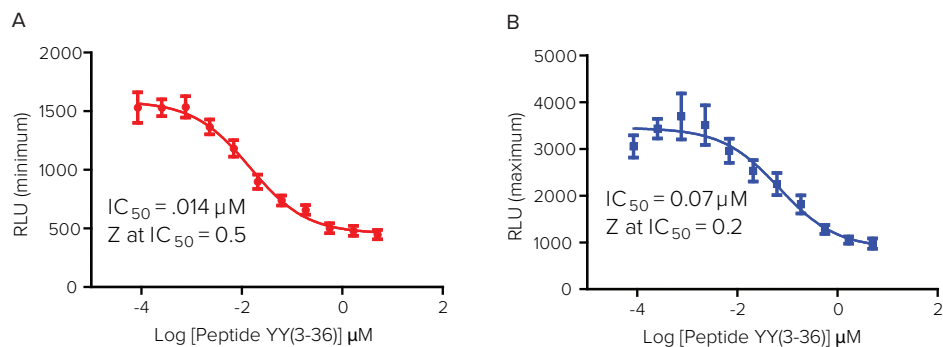 A
RLU (minimum)
2000
1500
1000
500
0
IC50 = .014 µM
Z at IC50 = 0.5
-4
-2
0
2
Log [Peptide YY(3-36)] µM
B
RLU (maximum)
5000
4000
3000
2000
1000
0
IC50 = 0.07 µM
Z at IC50 = 0.2
-4
-2
0
2
Log [Peptide YY(3-36)] µM